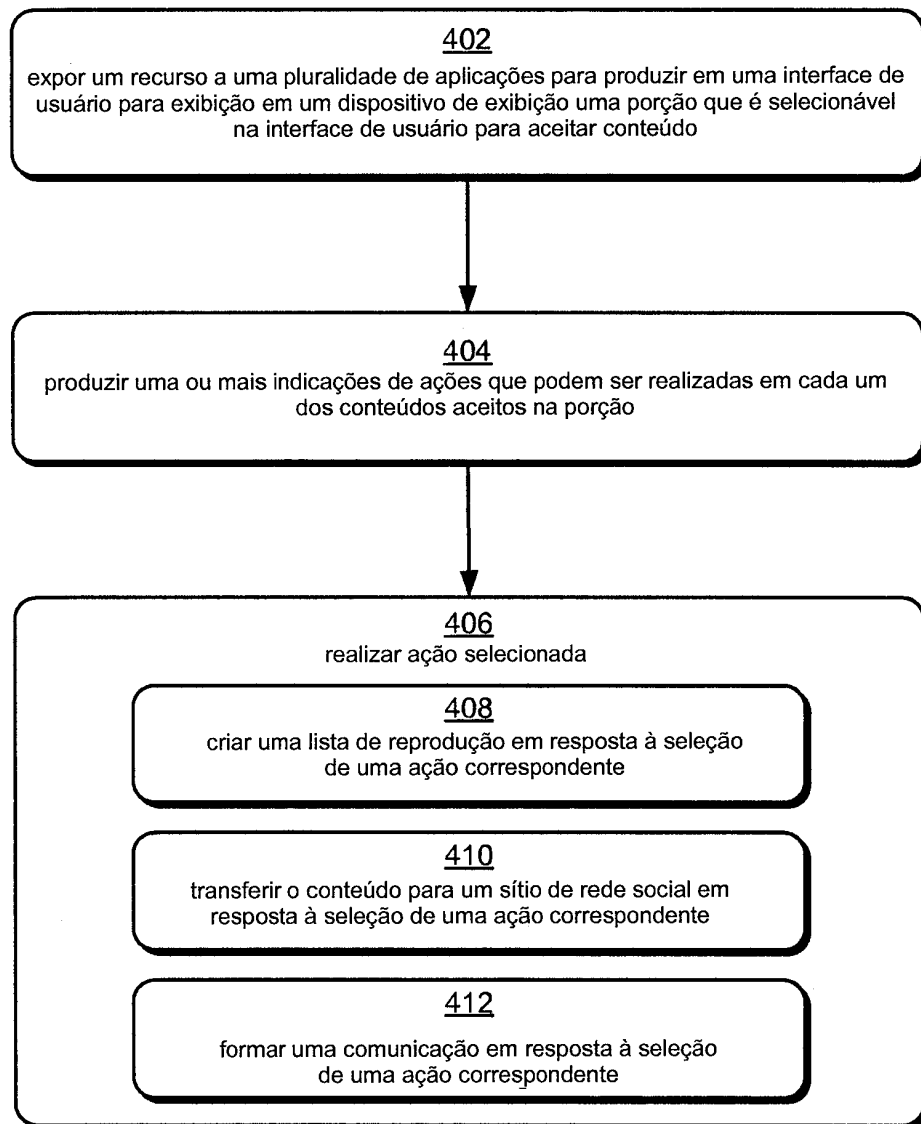 402
expor um recurso a uma pluralidade de aplicações para produzir em uma interface de
usuário para exibição em um dispositivo de exibição uma porção que é selecionável
na interface de usuário para aceitar conteúdo
404
produzir uma ou mais indicações de ações que podem ser realizadas em cada um
dos conteúdos aceitos na porção
406
realizar ação selecionada
408
criar uma lista de reprodução em resposta à seleção
de uma ação correspondente
410
transferir o conteúdo para um sítio de rede social em
resposta à seleção de uma ação correspondente
412
formar uma comunicação em resposta à seleção
de uma ação correspondente